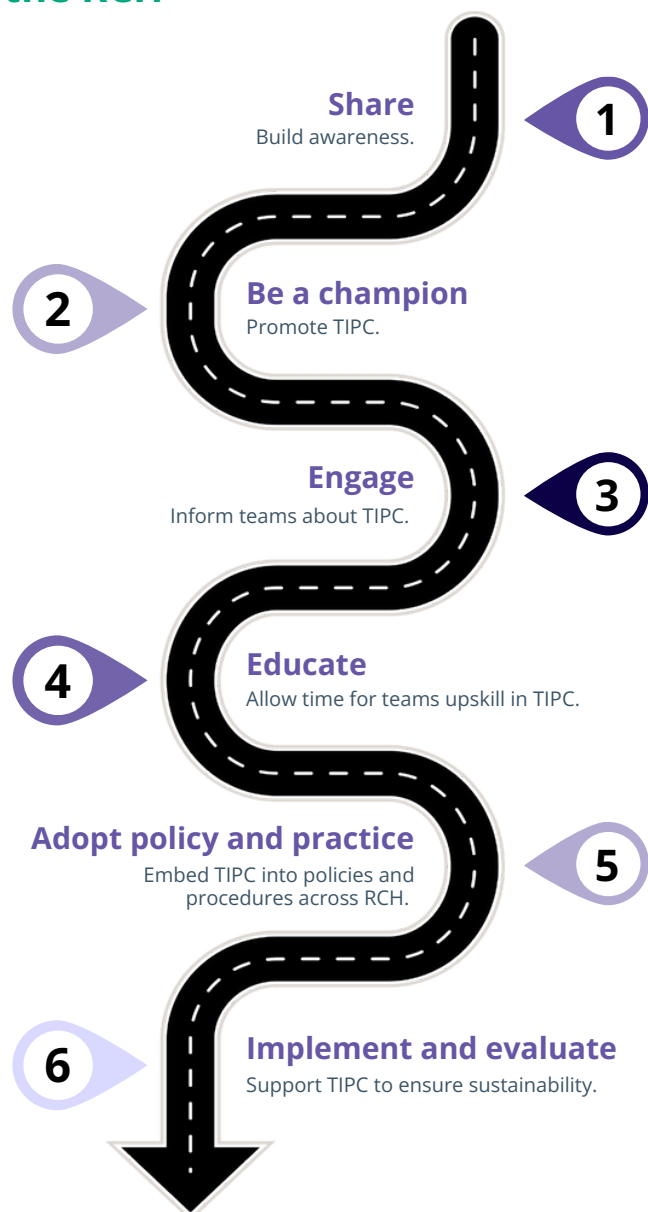 the RCH
Share
Build awareness.
1
2
Be a champion
Promote TIPC.
Engage
Inform teams about TIPC.
3
4
Educate
Allow time for teams upskill in TIPC.
Adopt policy and practice
Embed TIPC into policies and
procedures across RCH.
5
6
Implement and evaluate
Support TIPC to ensure sustainability.